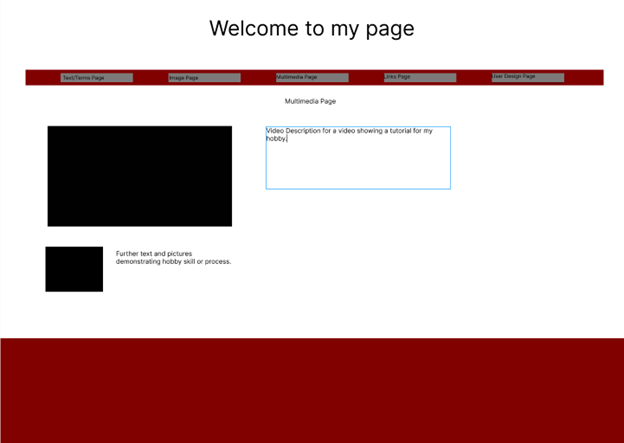 Welcome to my page
Text/Terms Page
Image Page
Multimedia Page
Links Page
User Design Page
Multimedia Page
Video Description for a video showing a tutorial for my
hobby.
Further text and pictures
demonstrating hobby skill or process.